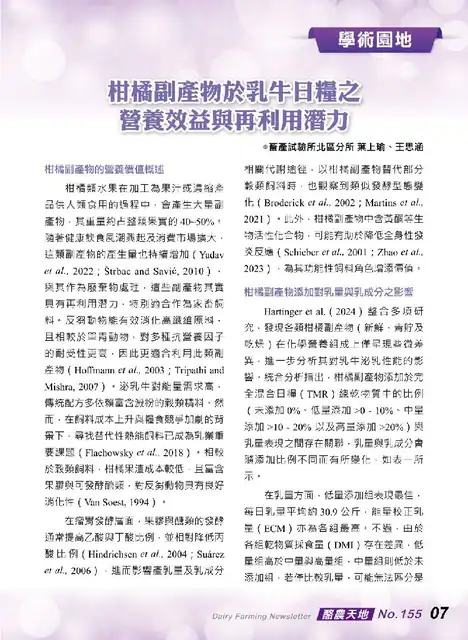 學術園地
柑橘副產物於乳牛日糧之
營養效益與再利用潛力
●畜產試驗所北區分所 葉上瑜、王思涵
柑橘副產物的營養價值概述
柑橘類水果在加工為果汁或濃縮產
品供人類食用的過程中，會產生大量副
產物，其重量約占整顆果實的 40~50%。
隨著健康飲食風潮興起及消費市場擴大，
這類副產物的產生量也持續增加（Yadav
et al., 2022；Štrbac and Savić, 2010），
與其作為廢棄物處理，這些副產物其實
具有再利用潛力，特別適合作為家畜飼
料。反芻動物能有效消化高纖維原料，
且相較於單胃動物，對多種抗營養因子
的耐受性更高，因此更適合利用此類副
產物（Hoffmann et al., 2003；Tripathi and
Mishra, 2007）。泌乳牛對能量需求高，
傳統配方多依賴富含澱粉的穀類精料。然
而，在飼料成本上升與糧食競爭加劇的背
景下，尋找替代性熱能飼料已成為乳業重
要課題（Flachowsky et al., 2018）。相較
於穀類飼料，柑橘果渣成本較低，且富含
果膠與可發酵醣類，對反芻動物具有良好
消化性（Van Soest, 1994）。
在瘤胃發酵層面，果膠與醣類的發酵
通常提高乙酸與丁酸比例，並相對降低丙
酸比例（Hindrichsen et al., 2004；Suárez
et al., 2006），進而影響產乳量及乳成分
相關代謝途徑，以柑橘副產物替代部分
穀類飼料時，也觀察到類似發酵型態變
化（Broderick et al., 2002；Martins et al.,
2021）。此外，柑橘副產物中含黃酮等生
物活性化合物，可能有助於降低全身性發
炎反應（Schieber et al., 2001；Zhao et al.,
2023），為其功能性飼料角色增添價值。
柑橘副產物添加對乳量與乳成分之影響
Hartinger et al.（2024）整合多項研
究，發現各類柑橘副產物（新鮮、青貯及
乾燥）在化學營養組成上僅呈現些微差
異，進一步分析其對乳牛泌乳性能的影
響。統合分析指出，柑橘副產物添加於完
全混合日糧（TMR）總乾物質中的比例
（未添加 0%、低量添加 >0 - 10%、中量
添加 >10 - 20% 以及高量添加 >20%）與
乳量表現之間存在關聯，乳量與乳成分會
隨添加比例不同而有所變化，如表一所
示。
在乳量方面，低量添加組表現最佳，
每日乳量平均約 30.9 公斤，能量校正乳
量（ECM）亦為各組最高。不過，由於
各組乾物質採食量（DMI）存在差異，低
量組高於中量與高量組，中量組則低於未
添加組，若僅比較乳量，可能無法區分是
Dairy Farming Newsletter 酪農天地 No.155 07